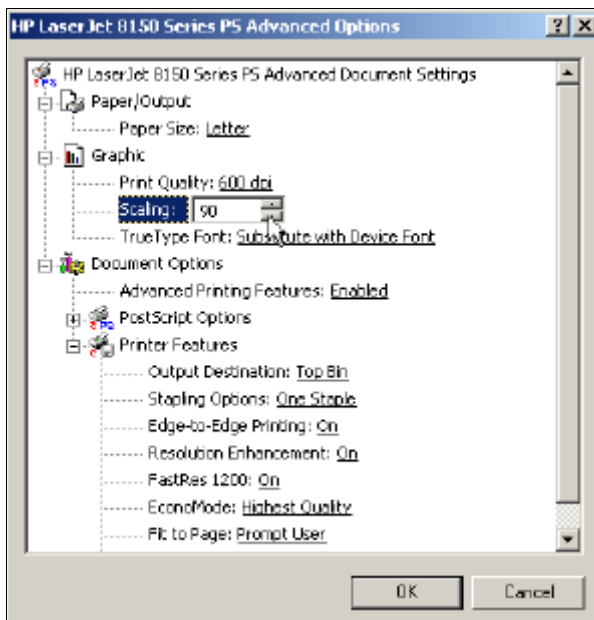 HP LaserJet 8150 Series PS Advanced Options
HP LaserJet 8150 Series PS Advanced Document Settings
Paper/Output
Paper Size: Letter
Graphic
Print Quality: 600 dpi
Scaling: 90
TrueType Font: Substitute with Device Font
Document Options
Advanced Printing Features: Enabled
PostScript Options
Printer Features
Output Destination: Top Bin
Stapling Options: One Staple
Edge-to-Edge Printing: On
Resolution Enhancement: On
FastRes 1200: On
EconoMode: Highest Quality
Fit to Page: Prompt User
OK Cancel